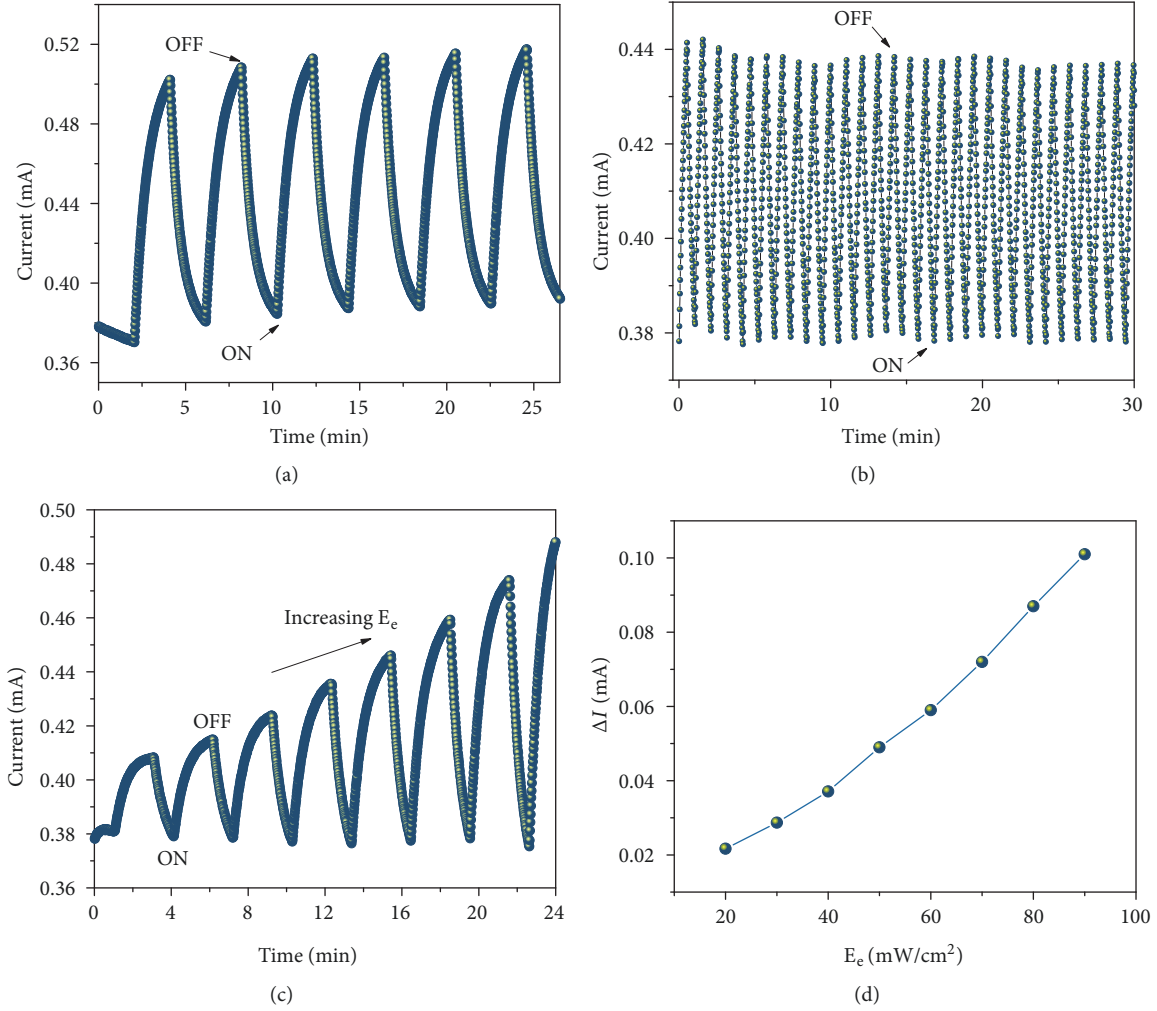 0.52
0.48
0.44
0.40
0.36
Current (mA)
OFF
ON
0 5 10 15 20 25
Time (min)
(a)
0.44
0.42
0.40
0.38
Current (mA)
OFF
ON
0 10 20 30
Time (min)
(b)
0.50
0.48
0.46
0.44
0.42
0.40
0.38
0.36
Current (mA)
Increasing Eₑ
OFF
ON
0 4 8 12 16 20 24
Time (min)
(c)
0.10
0.08
0.06
0.04
0.02
ΔI (mA)
20 40 60 80 100
Eₑ (mW/cm²)
(d)